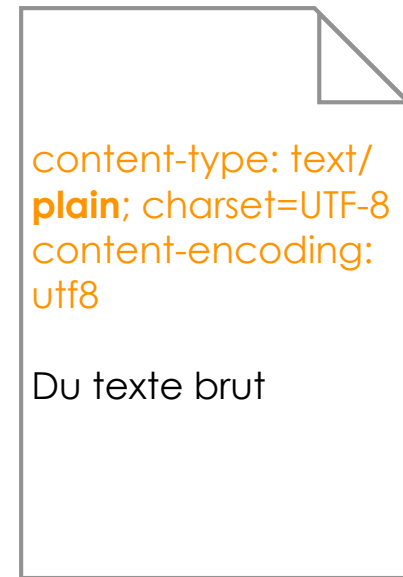 content-type: text/
plain; charset=UTF-8
content-encoding:
utf8
Du texte brut